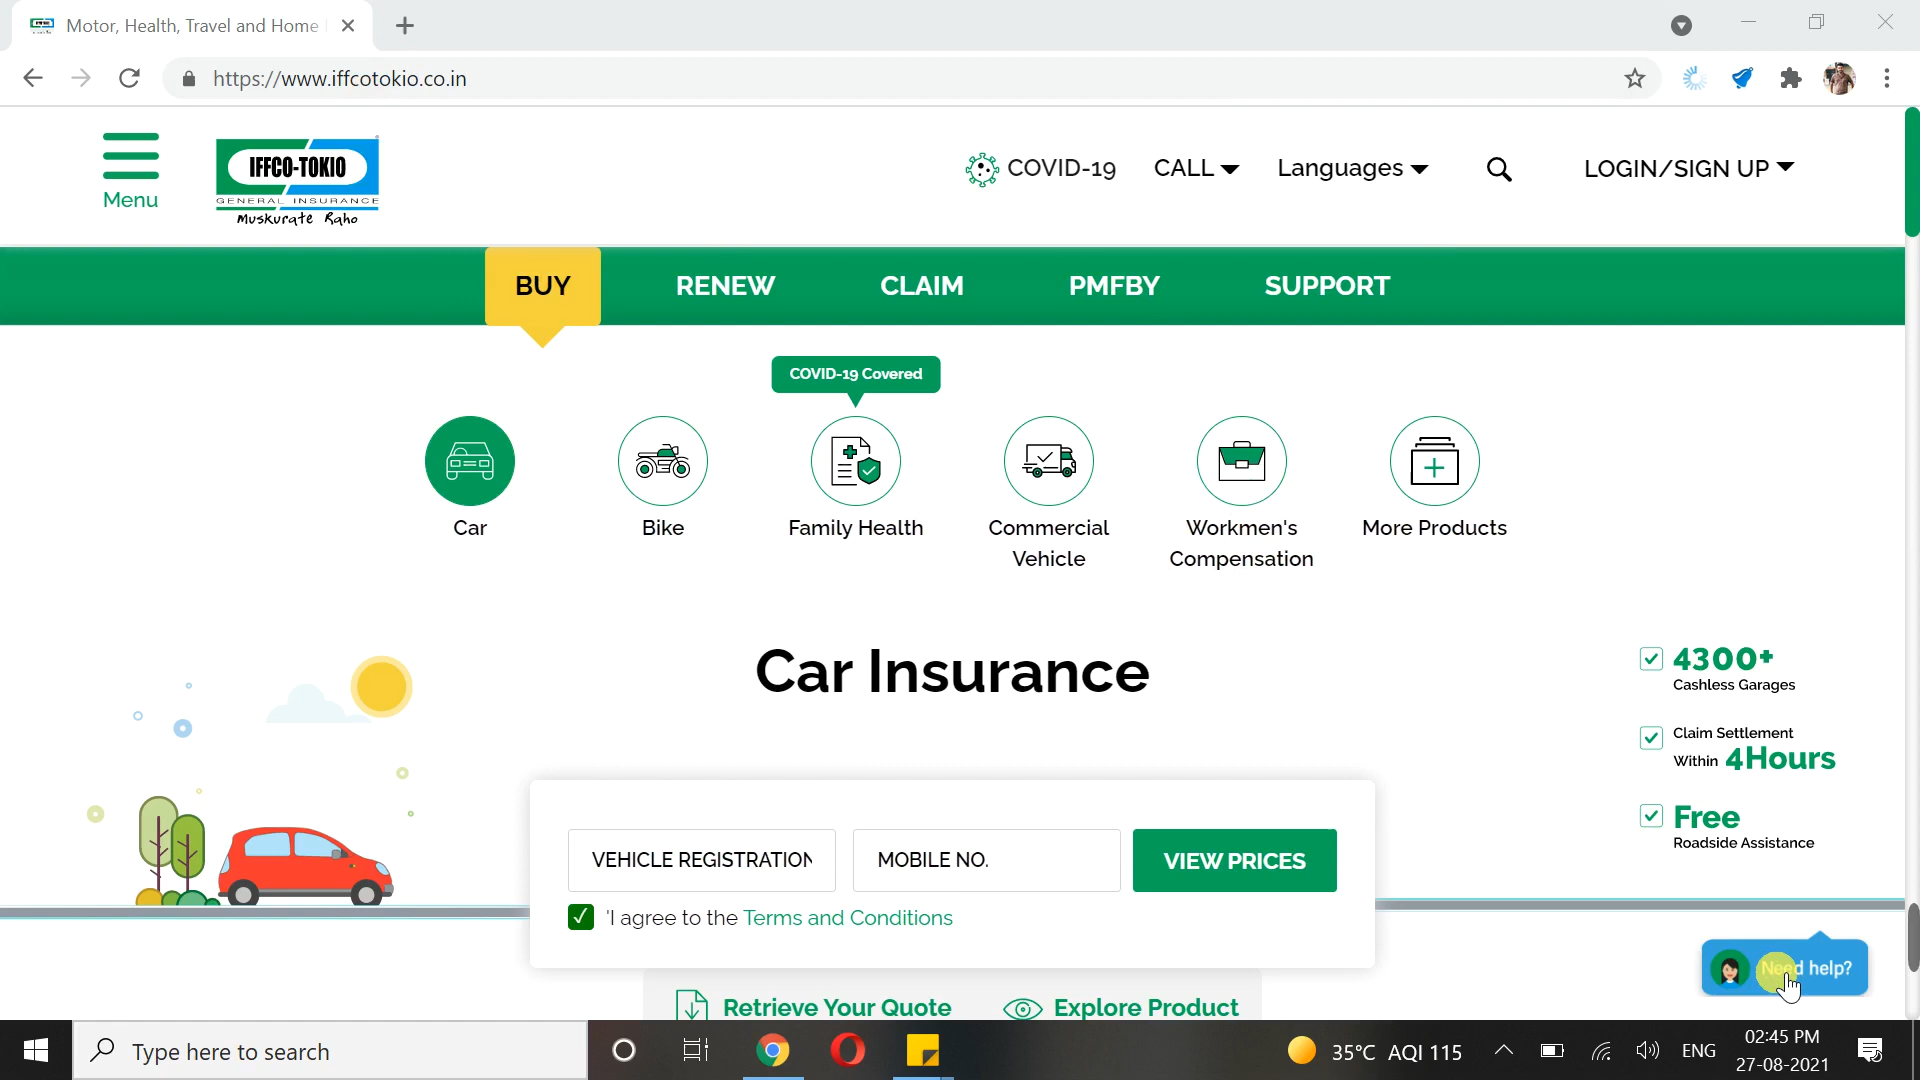 Motor, Health, Travel and Home
https://www.iffcotokio.co.in
Menu
IFFCO-TOKIO
GENERAL INSURANCE
Muskurate Raho
COVID-19
CALL
Languages
LOGIN/SIGN UP
BUY
RENEW
CLAIM
PMFBY
SUPPORT
COVID-19 Covered
Car
Bike
Family Health
Commercial
Vehicle
Workmen's
Compensation
More Products
Car Insurance
4300+
Cashless Garages
Claim Settlement
Within 4Hours
Free
Roadside Assistance
VEHICLE REGISTRATION
MOBILE NO.
VIEW PRICES
'I agree to the Terms and Conditions
Need help?
Retrieve Your Quote
Explore Product
Type here to search
35°C AQI 115
ENG
02:45 PM
27-08-2021